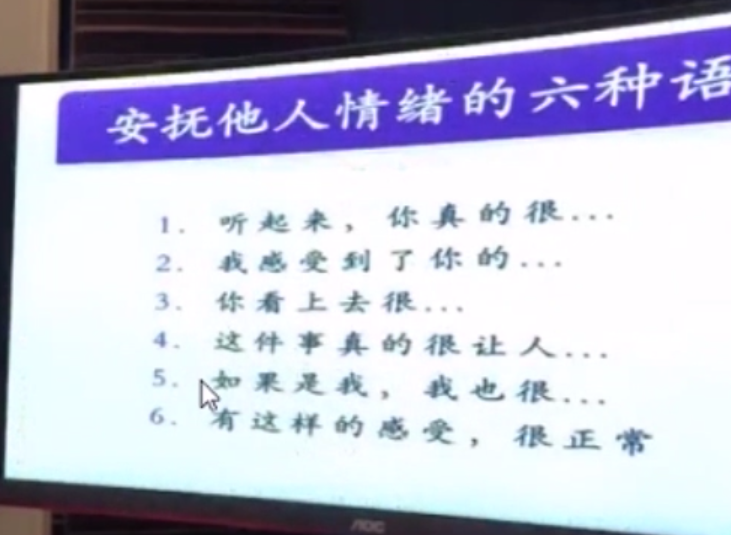 安抚他人情绪的六种语
1. 听起来，你真的很...
2. 我感受到了你的...
3. 你看上去很...
4. 这件事真的很让人...
5. 如果是我，我也很...
6. 有这样的感受，很正常
AOC